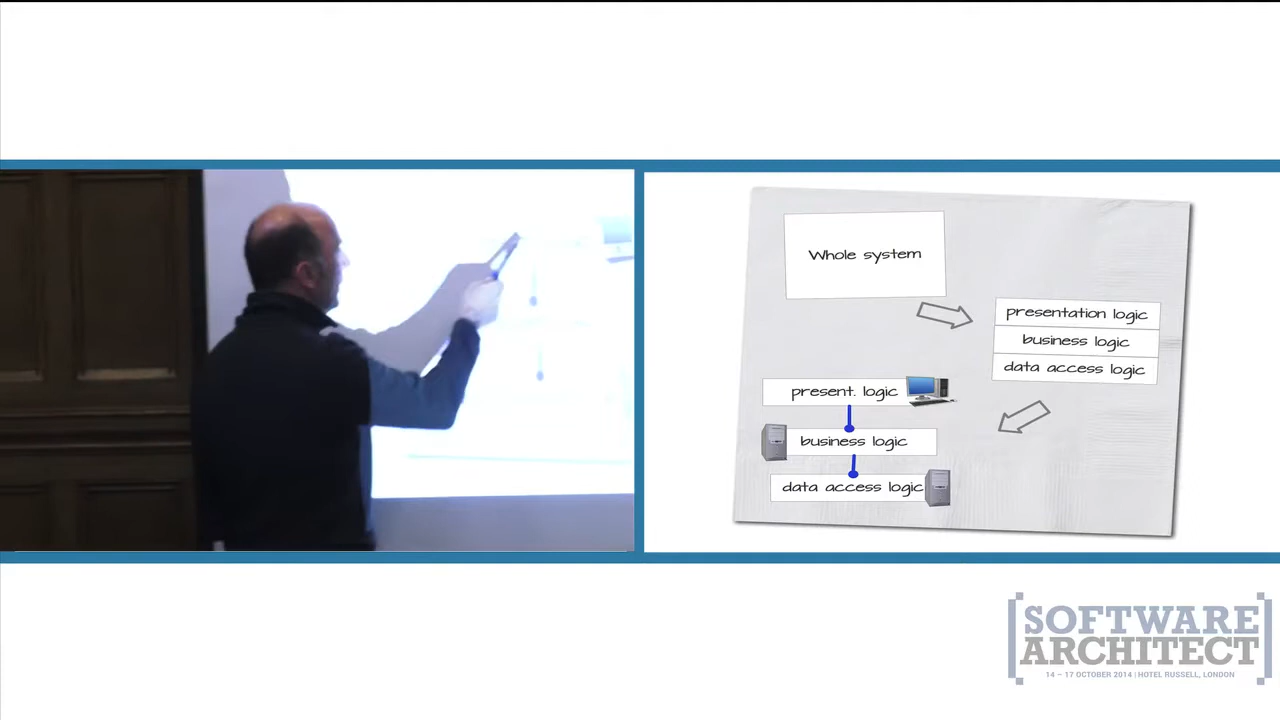 Whole system
presentation logic
business logic
data access logic
present. logic
business logic
data access logic
SOFTWARE
ARCHITECT
14 – 17 OCTOBER 2014 | HOTEL RUSSELL, LONDON